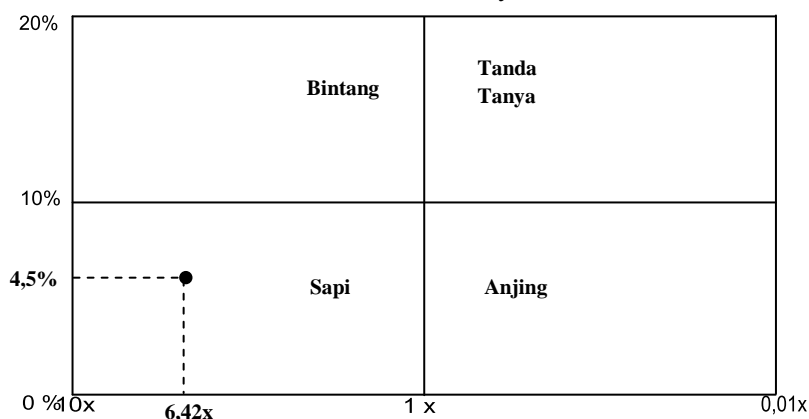 20%
Bintang
Tanda
Tanya
10%
4,5%
Sapi
Anjing
0 %
10x
6,42x
1 x
0,01x